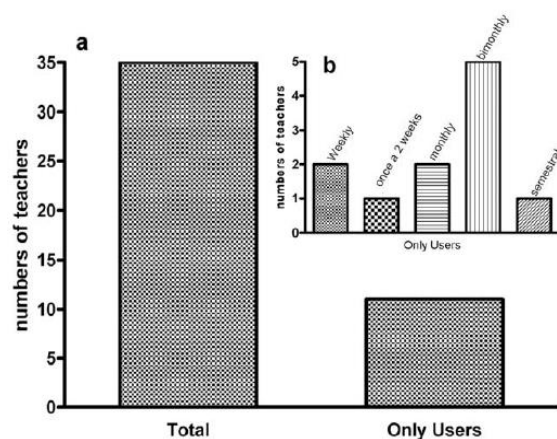 a
numbers of teachers
35
30
25
20
15
10
5
0
Total
Only Users
b
numbers of teachers
5
4
3
2
1
0
Weekly
once a 2 weeks
monthly
bimonthly
semestral
Only Users